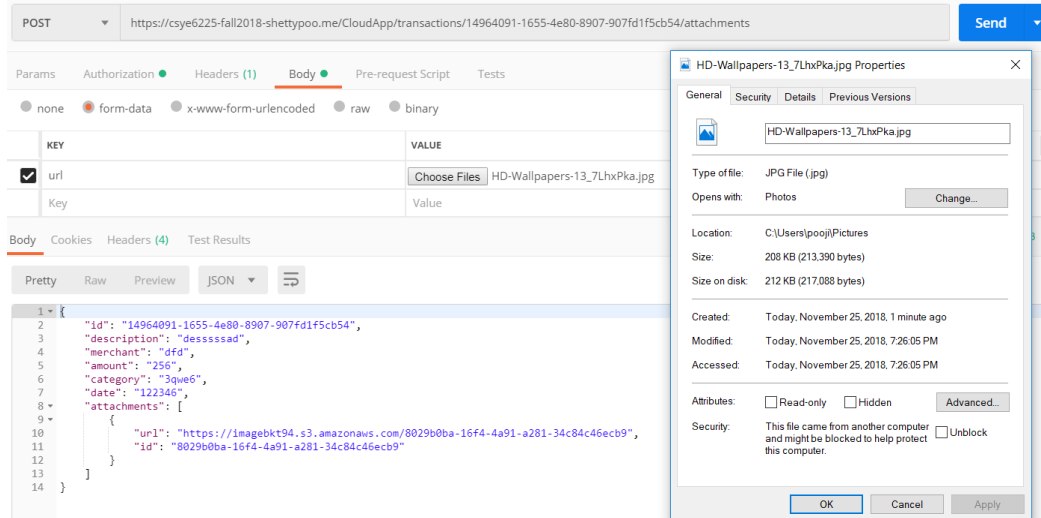 POST https://csye6225-fall2018-shettypoo.me/CloudApp/transactions/14964091-1655-4e80-8907-907fd1f5cb54/attachments Send
Params Authorization Headers (1) Body Pre-request Script Tests
none form-data x-www-form-urlencoded raw binary
KEY VALUE
url Choose Files HD-Wallpapers-13_7LhxPka.jpg
Key Value
Body Cookies Headers (4) Test Results
Pretty Raw Preview JSON
1 {
2 "id": "14964091-1655-4e80-8907-907fd1f5cb54",
3 "description": "desssssad",
4 "merchant": "dfd",
5 "amount": "256",
6 "category": "3qwe6",
7 "date": "122346",
8 "attachments": [
9 {
10 "url": "https://imagebkt94.s3.amazonaws.com/8029b0ba-16f4-4a91-a281-34c84c46ecb9",
11 "id": "8029b0ba-16f4-4a91-a281-34c84c46ecb9"
12 }
13 ]
14 }
HD-Wallpapers-13_7LhxPka.jpg Properties
General Security Details Previous Versions
HD-Wallpapers-13_7LhxPka.jpg
Type of file: JPG File (.jpg)
Opens with: Photos Change...
Location: C:\Users\pooji\Pictures
Size: 208 KB (213,390 bytes)
Size on disk: 212 KB (217,088 bytes)
Created: Today, November 25, 2018, 1 minute ago
Modified: Today, November 25, 2018, 7:26:05 PM
Accessed: Today, November 25, 2018, 7:26:05 PM
Attributes: Read-only Hidden Advanced...
Security: This file came from another computer
and might be blocked to help protect Unblock
this computer.
OK Cancel Apply